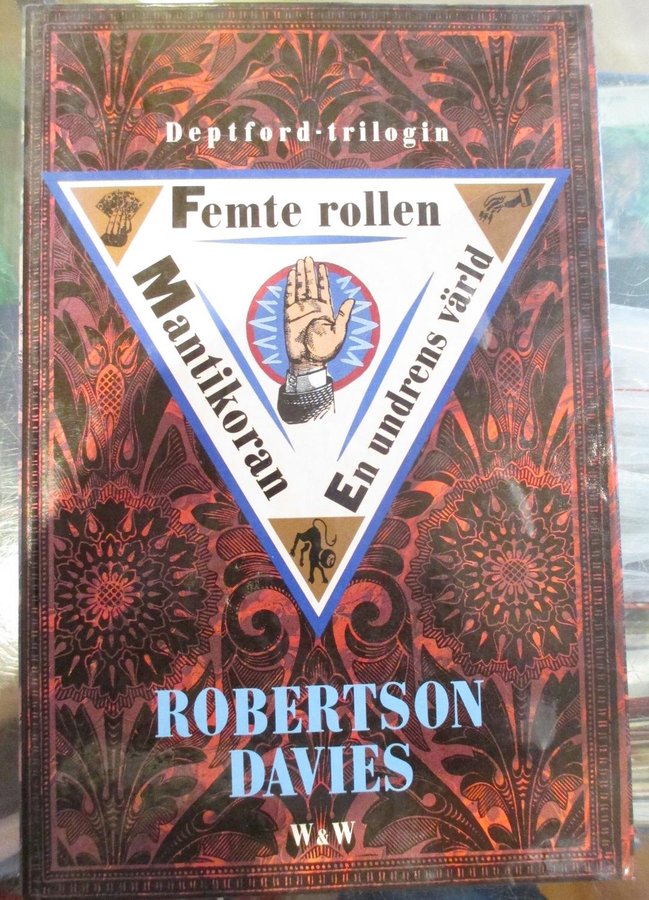 Deptford-trilogin
Femte rollen
Mantikoran
En undrens värld
ROBERTSON
DAVIES
W&W